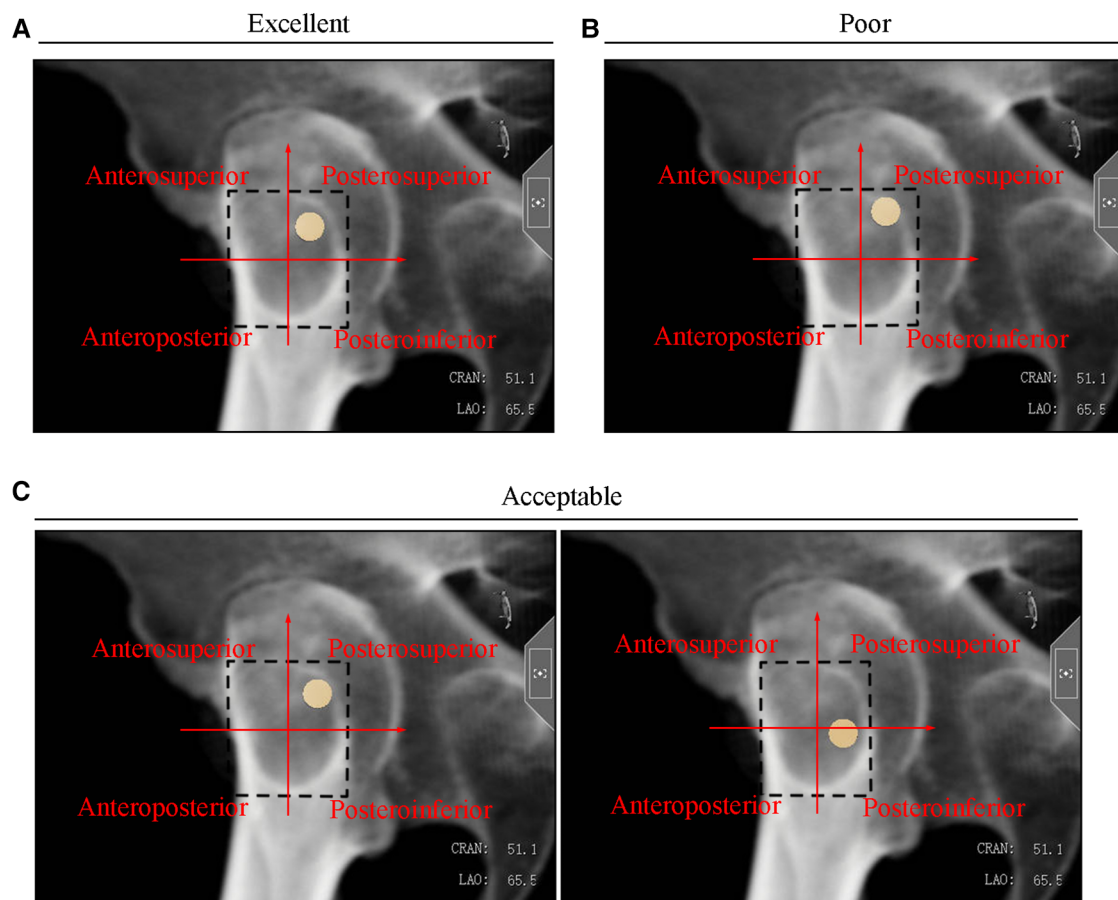 A
Excellent
Anterosuperior
Posterosuperior
Anteroposterior
Posteroinferior
CRAN: 51.1
LAO: 65.5
B
Poor
Anterosuperior
Posterosuperior
Anteroposterior
Posteroinferior
CRAN: 51.1
LAO: 65.5
C
Acceptable
Anterosuperior
Posterosuperior
Anteroposterior
Posteroinferior
CRAN: 51.1
LAO: 65.5
Anterosuperior
Posterosuperior
Anteroposterior
Posteroinferior
CRAN: 51.1
LAO: 65.5